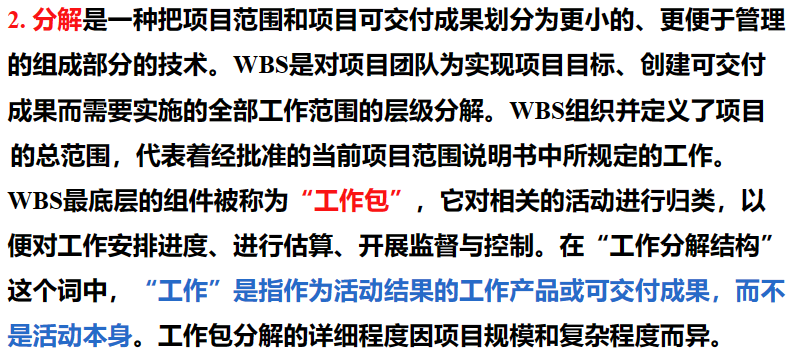 2. 分解是一种把项目范围和项目可交付成果划分为更小的、更便于管理
的组成部分的技术。WBS是对项目团队为实现项目目标、创建可交付
成果而需要实施的全部工作范围的层级分解。WBS组织并定义了项目
的总范围，代表着经批准的当前项目范围说明书中所规定的工作。
WBS最底层的组件被称为“工作包”，它对相关的活动进行归类，以
便对工作安排进度、进行估算、开展监督与控制。在“工作分解结构”
这个词中，“工作”是指作为活动结果的工作产品或可交付成果，而不
是活动本身。工作包分解的详细程度因项目规模和复杂程度而异。